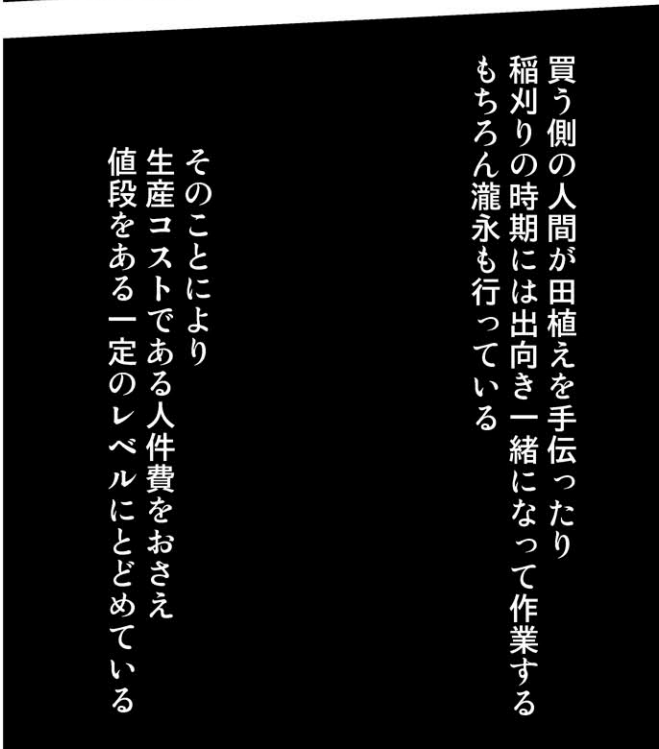 買う側の人間が田植えを手伝ったり
稲刈りの時期には出向き一緒になって作業する
もちろん瀧永も行っている
そのことにより
生産コストである人件費をおさえ
値段をある一定のレベルにとどめている